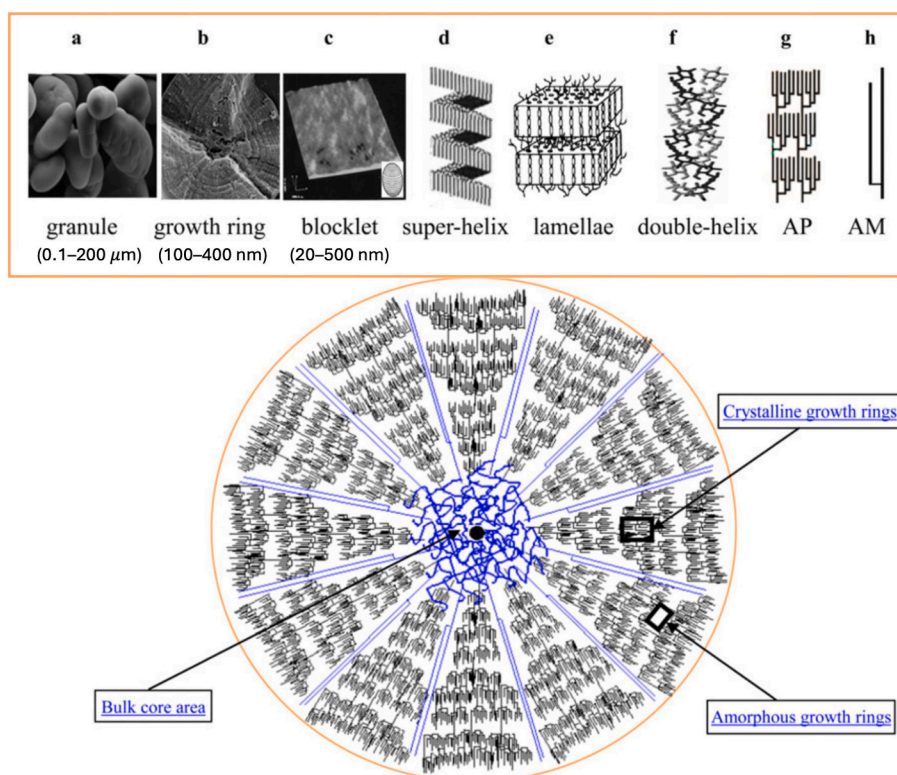 a b c d e f g h
granule growth ring blocklet super-helix lamellae double-helix AP AM
(0.1–200 μm) (100–400 nm) (20–500 nm)
Crystalline growth rings
Bulk core area
Amorphous growth rings